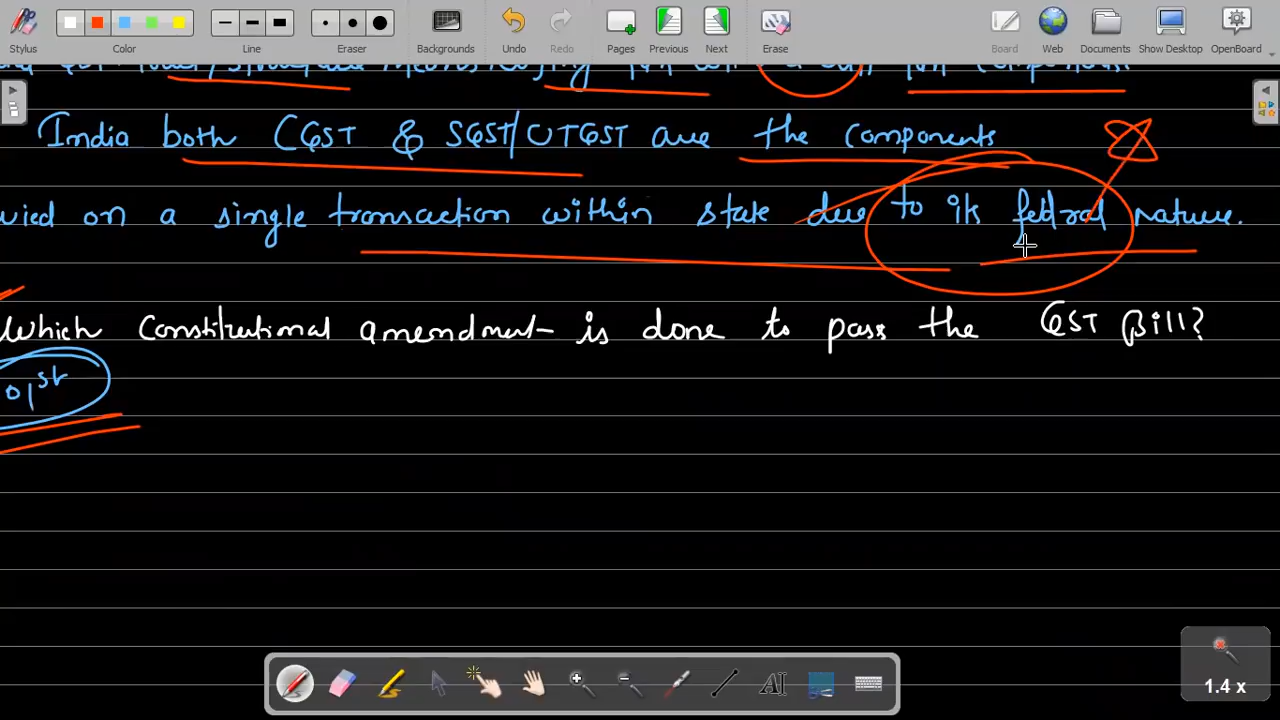 Stylus Color Line Eraser Backgrounds Undo Redo Pages Previous Next Erase Board Web Documents Show Desktop OpenBoard
India both CGST & SGST/UTGST are the components
vied on a single transaction within state due to its federal nature.
Which Constitutional amendment is done to pass the GST Bill?
01st
1.4 x